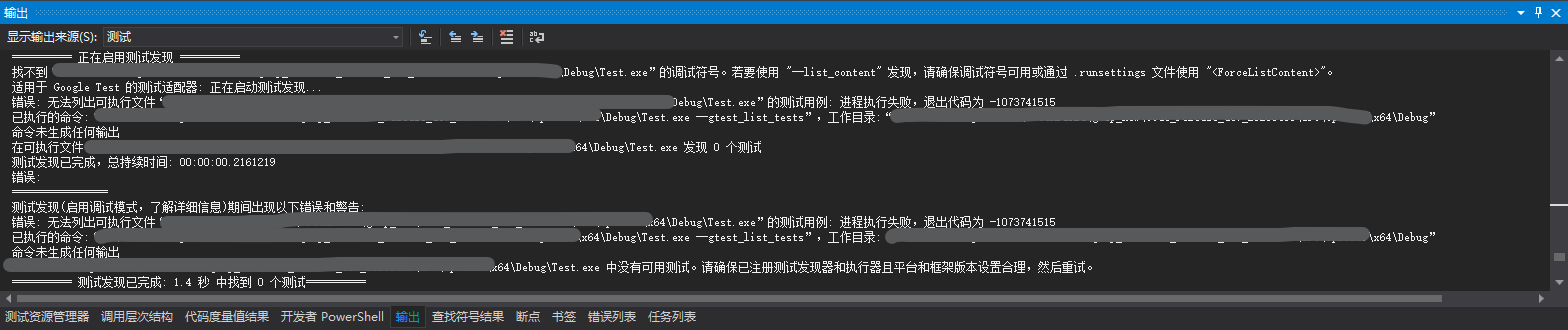 输出
显示输出来源(S): 测试
========== 正在启用测试发现 ==========
找不到 \Debug\Test.exe”的调试符号。若要使用 "—list_content" 发现，请确保调试符号可用或通过 .runsettings 文件使用 "<ForceListContent>"。
适用于 Google Test 的测试适配器: 正在启动测试发现...
错误: 无法列出可执行文件“ Debug\Test.exe”的测试用例: 进程执行失败，退出代码为 -1073741515
已执行的命令: \Debug\Test.exe —gtest_list_tests”，工作目录:“ \x64\Debug”
命令未生成任何输出
在可执行文件 x64\Debug\Test.exe 发现 0 个测试
测试发现已完成，总持续时间: 00:00:00.2161219
错误:
================
测试发现(启用调试模式，了解详细信息)期间出现以下错误和警告:
错误: 无法列出可执行文件“ \x64\Debug\Test.exe”的测试用例: 进程执行失败，退出代码为 -1073741515
已执行的命令:“ \x64\Debug\Test.exe —gtest_list_tests”，工作目录: \x64\Debug”
命令未生成任何输出
\x64\Debug\Test.exe 中没有可用测试。请确保已注册测试发现器和执行器且平台和框架版本设置合理，然后重试。
========== 测试发现已完成: 1.4 秒 中找到 0 个测试==========
测试资源管理器 调用层次结构 代码度量值结果 开发者 PowerShell 输出 查找符号结果 断点 书签 错误列表 任务列表